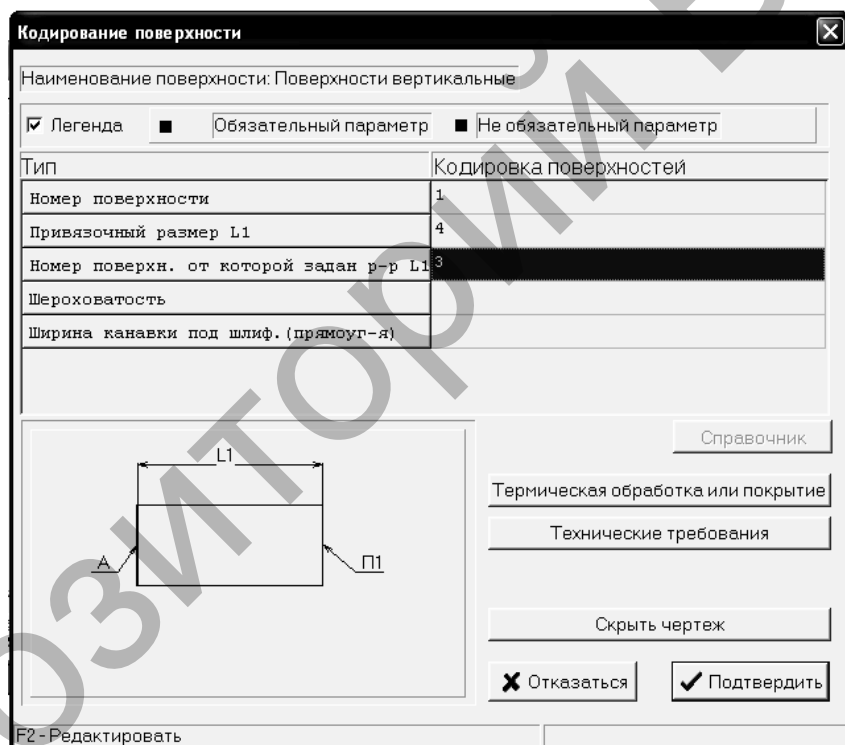 Кодирование поверхности
Наименование поверхности: Поверхности вертикальные
Легенда Обязательный параметр Не обязательный параметр
Тип Кодировка поверхностей
Номер поверхности 1
Привязочный размер L1 4
Номер поверхн. от которой задан р-р L1 3
Шероховатость
Ширина канавки под шлиф.(прямоуг-я)
Справочник
L1
Термическая обработка или покрытие
Технические требования
А П1
Скрыть чертеж
Отказаться Подтвердить
F2 - Редактировать